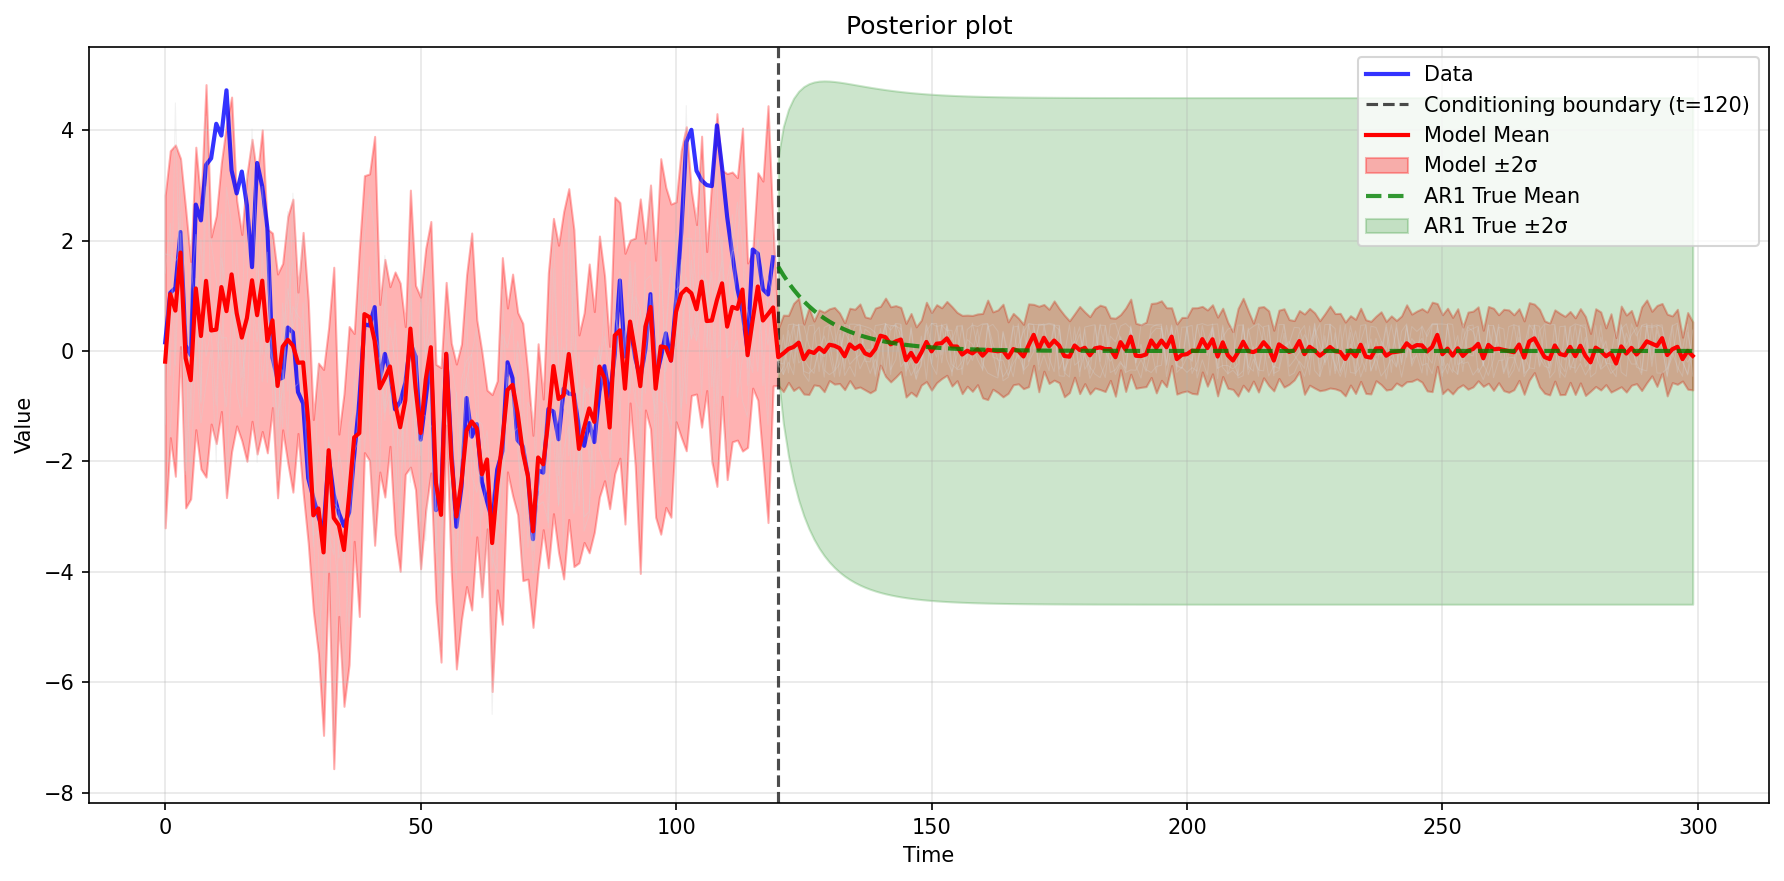 Posterior plot
Data
Conditioning boundary (t=120)
Model Mean
Model ±2σ
AR1 True Mean
AR1 True ±2σ
Value
4
2
0
−2
−4
−6
−8
0
50
100
150
200
250
300
Time